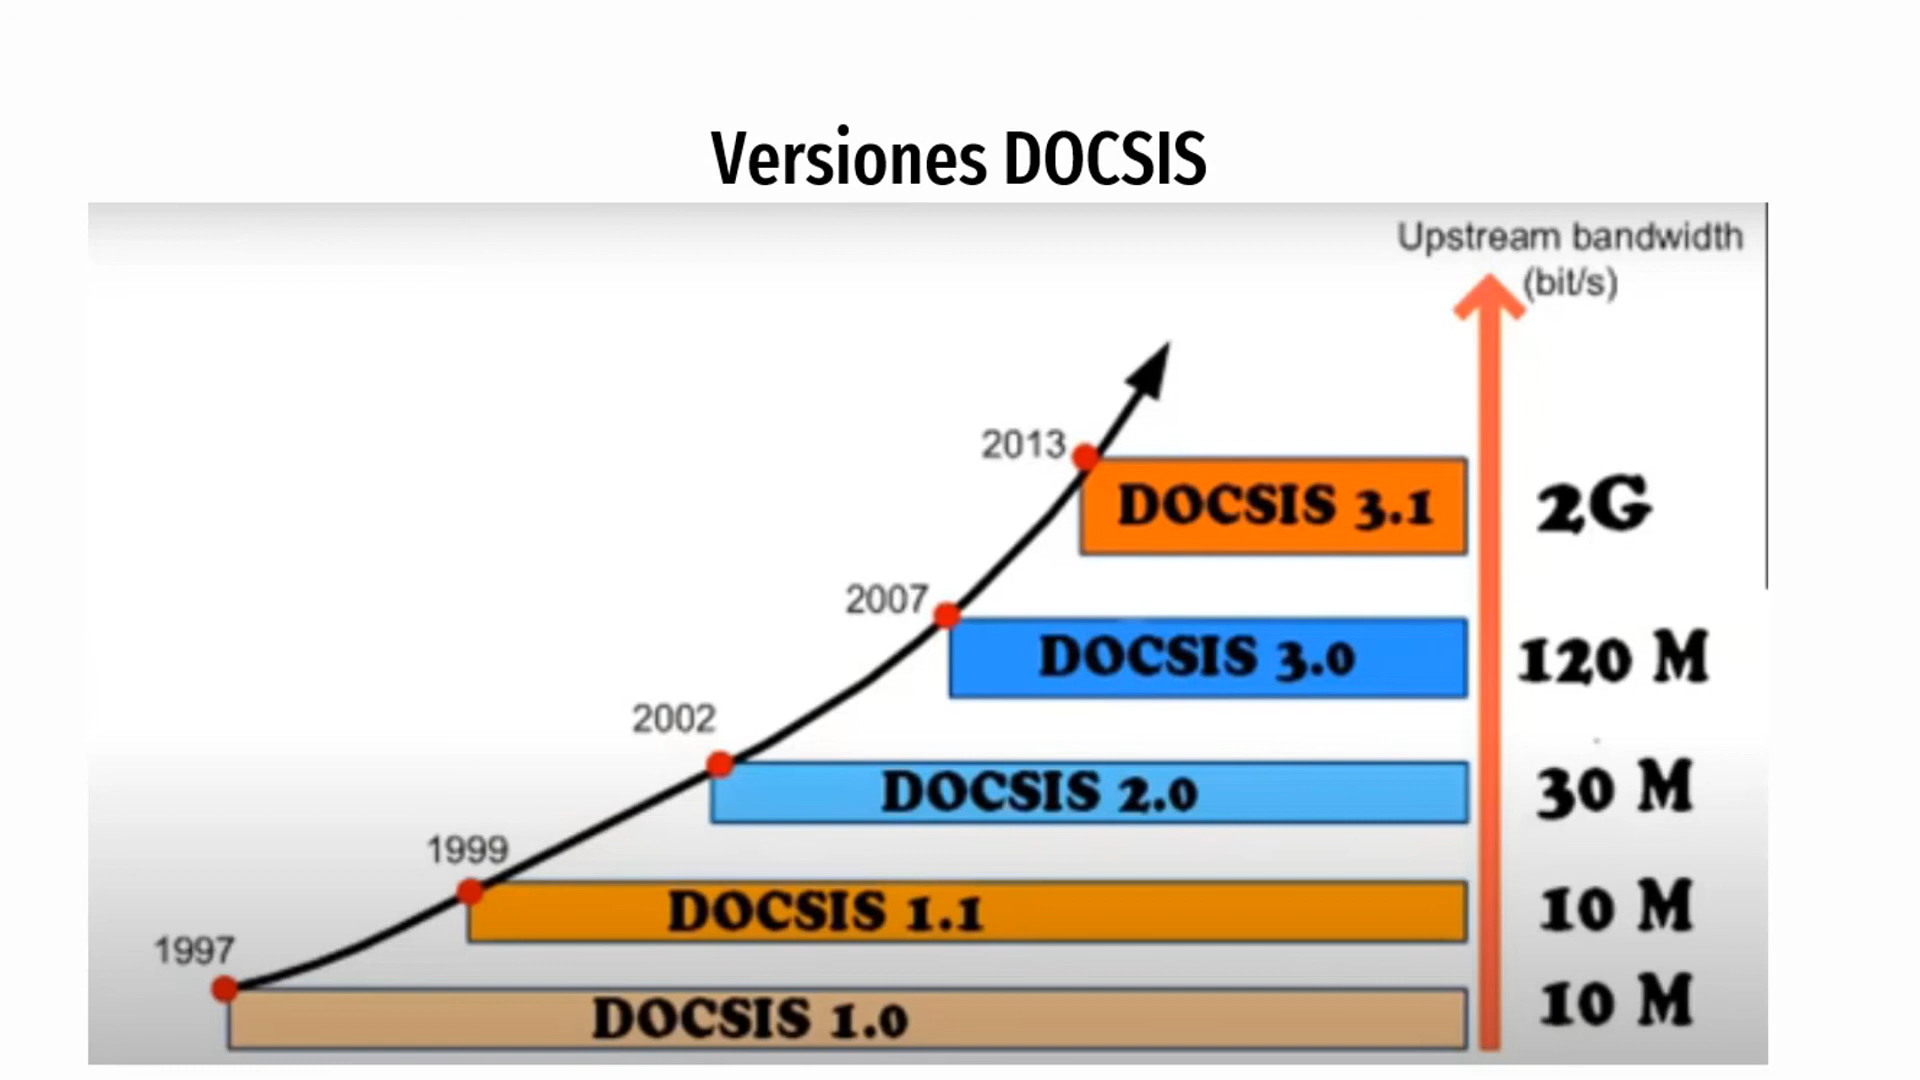 Versiones DOCSIS
Upstream bandwidth
(bit/s)
2013
DOCSIS 3.1
2G
2007
DOCSIS 3.0
120 M
2002
DOCSIS 2.0
30 M
1999
DOCSIS 1.1
10 M
1997
DOCSIS 1.0
10 M